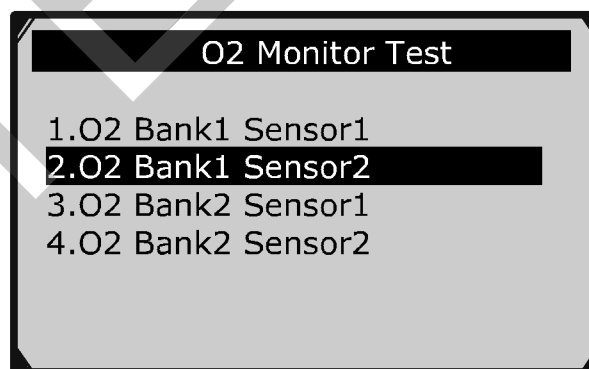 O2 Monitor Test
1.O2 Bank1 Sensor1
2.O2 Bank1 Sensor2
3.O2 Bank2 Sensor1
4.O2 Bank2 Sensor2